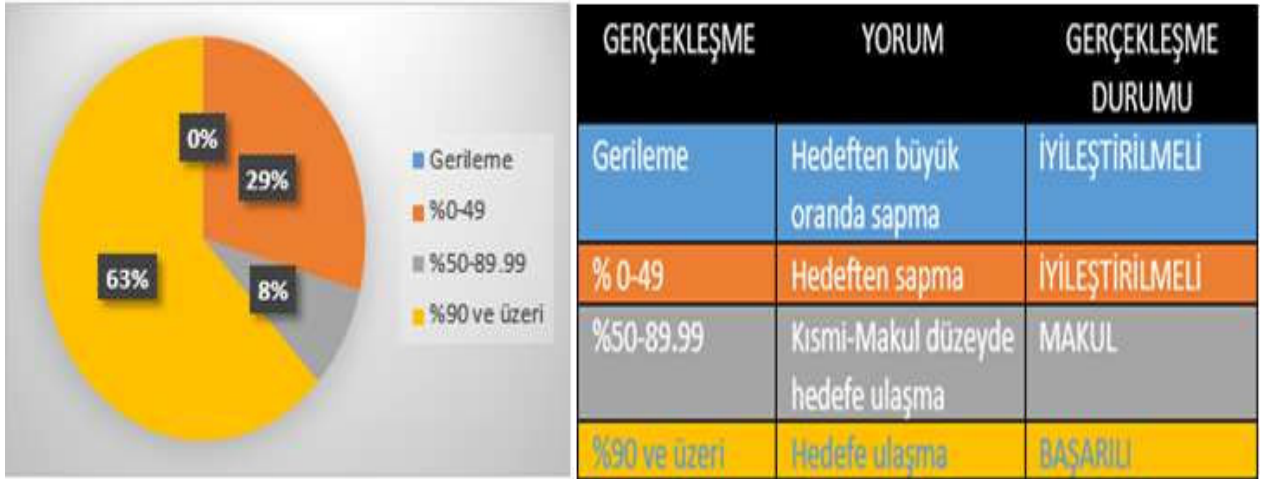 0%
29%
63%
8%
Gerileme
%0-49
%50-89.99
%90 ve üzeri
GERÇEKLEŞME YORUM GERÇEKLEŞME
DURUMU
Gerileme Hedeften büyük İYİLEŞTİRİLMELİ
oranda sapma
% 0-49 Hedeften sapma İYİLEŞTİRİLMELİ
%50-89.99 Kısmi-Makul düzeyde MAKUL
hedefe ulaşma
%90 ve üzeri Hedefe ulaşma BAŞARILI